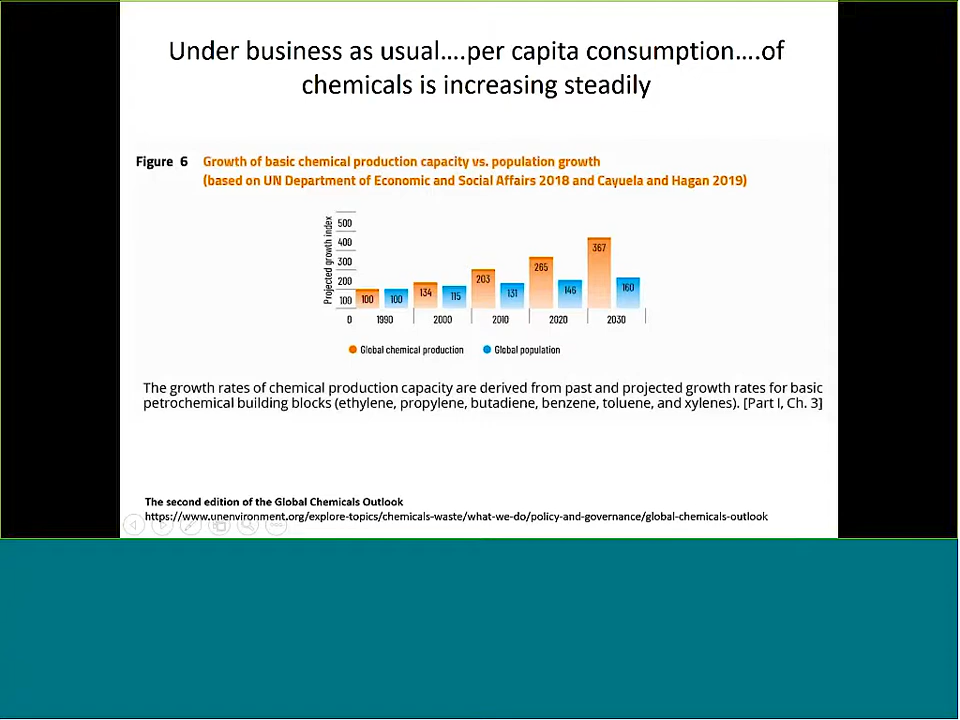 Under business as usual....per capita consumption....of
chemicals is increasing steadily
Figure 6
Growth of basic chemical production capacity vs. population growth
(based on UN Department of Economic and Social Affairs 2018 and Cayuela and Hagan 2019)
Projected growth index
500
400
300
200
100
0
100
100
134
115
203
131
265
146
367
160
1990
2000
2010
2020
2030
Global chemical production
Global population
The growth rates of chemical production capacity are derived from past and projected growth rates for basic
petrochemical building blocks (ethylene, propylene, butadiene, benzene, toluene, and xylenes). [Part I, Ch. 3]
The second edition of the Global Chemicals Outlook
https://www.unenvironment.org/explore-topics/chemicals-waste/what-we-do/policy-and-governance/global-chemicals-outlook